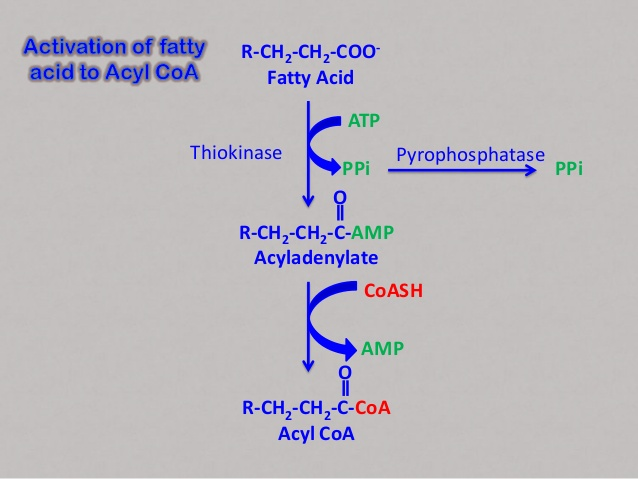 Activation of fatty
acid to Acyl CoA
R-CH₂-CH₂-COO⁻
Fatty Acid
ATP
Thiokinase
PPi
Pyrophosphatase
PPi
O
R-CH₂-CH₂-C-AMP
Acyladenylate
CoASH
AMP
O
R-CH₂-CH₂-C-CoA
Acyl CoA